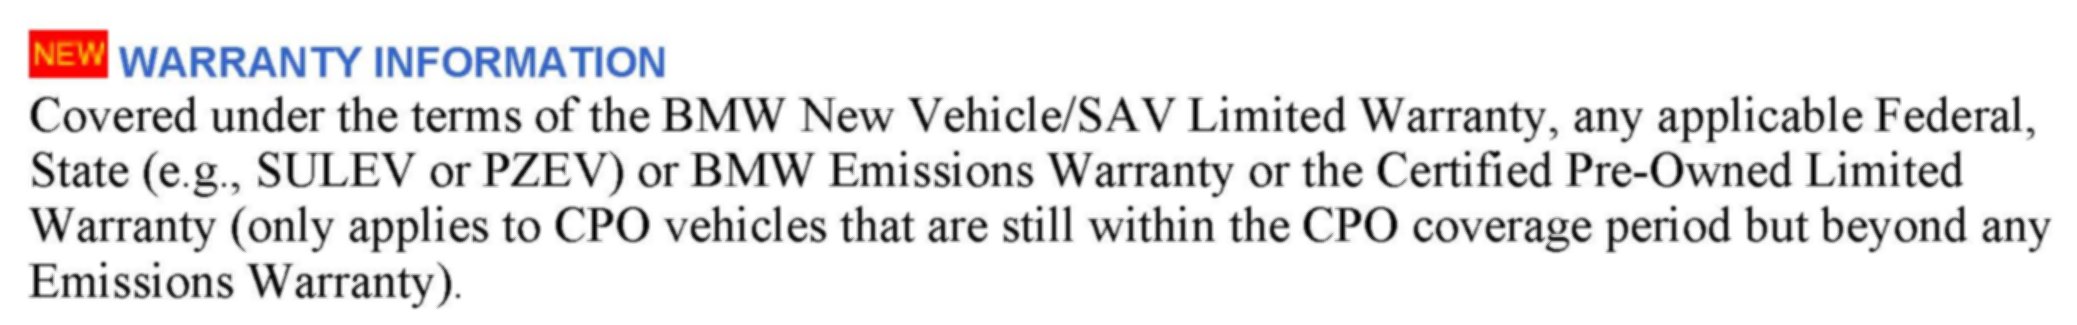 NEW WARRANTY INFORMATION
Covered under the terms of the BMW New Vehicle/SAV Limited Warranty, any applicable Federal,
State (e.g., SULEV or PZEV) or BMW Emissions Warranty or the Certified Pre-Owned Limited
Warranty (only applies to CPO vehicles that are still within the CPO coverage period but beyond any
Emissions Warranty).